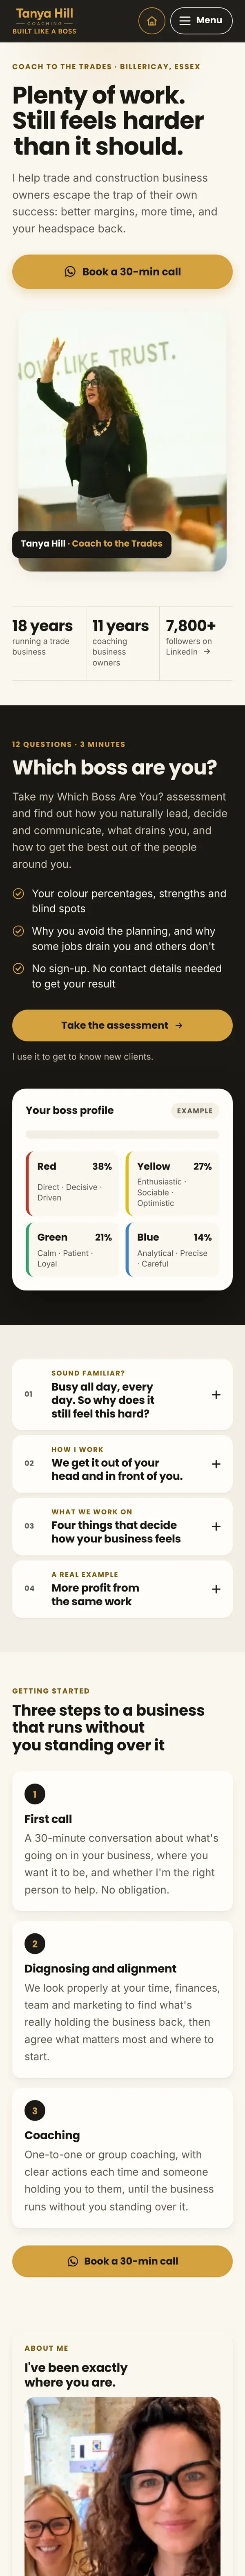 Tanya Hill
COACHING
BUILT LIKE A BOSS
Menu
COACH TO THE TRADES · BILLERICAY, ESSEX
Plenty of work.
Still feels harder
than it should.
I help trade and construction business
owners escape the trap of their own
success: better margins, more time, and
your headspace back.
Book a 30-min call
NOW. LIKE. TRUST.
Tanya Hill · Coach to the Trades
18 years
running a trade
business
11 years
coaching
business
owners
7,800+
followers on
LinkedIn →
12 QUESTIONS · 3 MINUTES
Which boss are you?
Take my Which Boss Are You? assessment
and find out how you naturally lead, decide
and communicate, what drains you, and
how to get the best out of the people
around you.
Your colour percentages, strengths and
blind spots
Why you avoid the planning, and why
some jobs drain you and others don't
No sign-up. No contact details needed
to get your result
Take the assessment →
I use it to get to know new clients.
Your boss profile
EXAMPLE
Red 38%
Direct · Decisive ·
Driven
Yellow 27%
Enthusiastic ·
Sociable ·
Optimistic
Green 21%
Calm · Patient ·
Loyal
Blue 14%
Analytical · Precise
· Careful
SOUND FAMILIAR?
01
Busy all day, every
day. So why does it
still feel this hard?
HOW I WORK
02
We get it out of your
head and in front of you.
WHAT WE WORK ON
03
Four things that decide
how your business feels
A REAL EXAMPLE
04
More profit from
the same work
GETTING STARTED
Three steps to a business
that runs without
you standing over it
1
First call
A 30-minute conversation about what's
going on in your business, where you
want it to be, and whether I'm the right
person to help. No obligation.
2
Diagnosing and alignment
We look properly at your time, finances,
team and marketing to find what's
really holding the business back, then
agree what matters most and where to
start.
3
Coaching
One-to-one or group coaching, with
clear actions each time and someone
holding you to them, until the business
runs without you standing over it.
Book a 30-min call
ABOUT ME
I've been exactly
where you are.